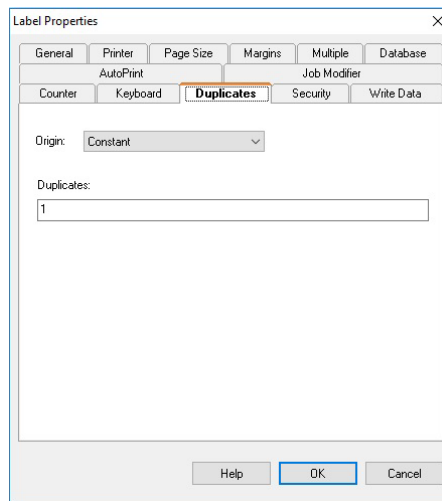 Label Properties
General Printer Page Size Margins Multiple Database
AutoPrint Job Modifier
Counter Keyboard Duplicates Security Write Data
Origin: Constant
Duplicates:
1
Help OK Cancel